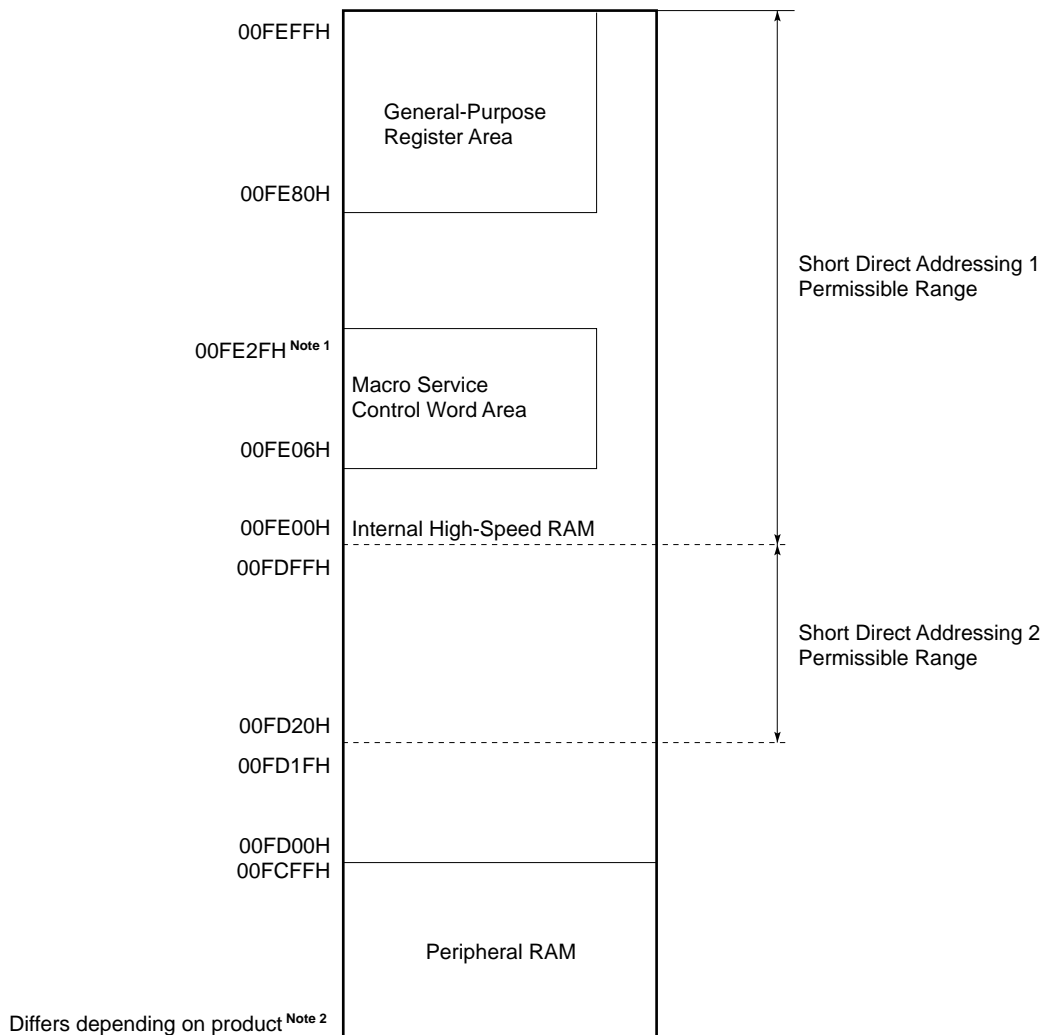 00FEFFH
General-Purpose
Register Area
00FE80H
Short Direct Addressing 1
Permissible Range
00FE2FH Note 1
Macro Service
Control Word Area
00FE06H
00FE00H
Internal High-Speed RAM
00FDFFH
Short Direct Addressing 2
Permissible Range
00FD20H
00FD1FH
00FD00H
00FCFFH
Peripheral RAM
Differs depending on product Note 2